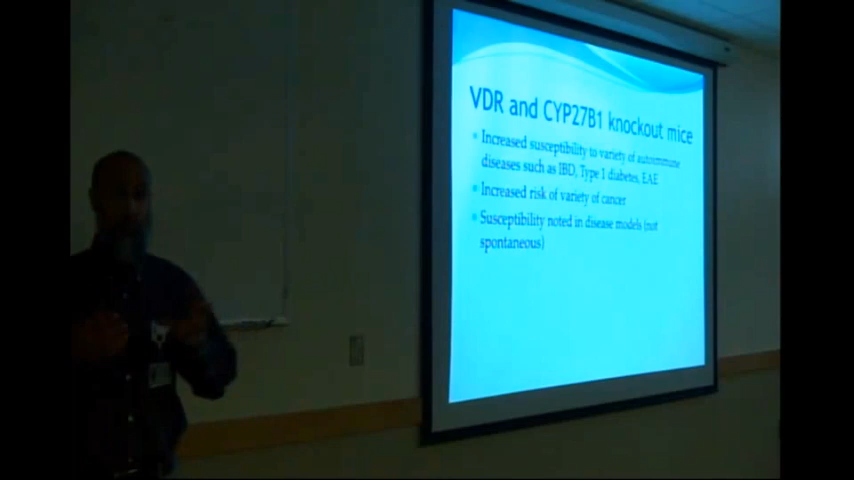 VDR and CYP27B1 knockout mice
Increased susceptibility to variety of autoimmune
diseases such as IBD, Type 1 diabetes, EAE
Increased risk of variety of cancer
Susceptibility noted in disease models (not
spontaneous)